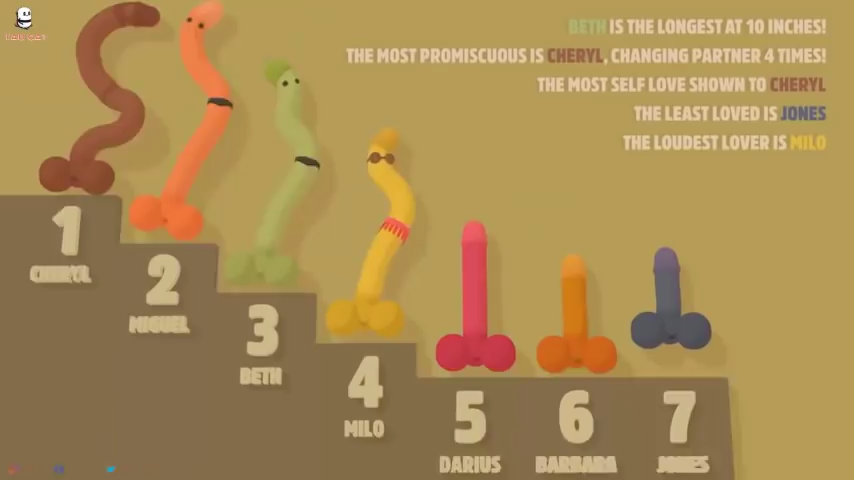 BETH IS THE LONGEST AT 10 INCHES!
THE MOST PROMISCUOUS IS CHERYL, CHANGING PARTNER 4 TIMES!
THE MOST SELF LOVE SHOWN TO CHERYL
THE LEAST LOVED IS JONES
THE LOUDEST LOVER IS MILO
1
CHERYL
2
MIGUEL
3
BETH
4
MILO
5
DARIUS
6
BARBARA
7
JONES